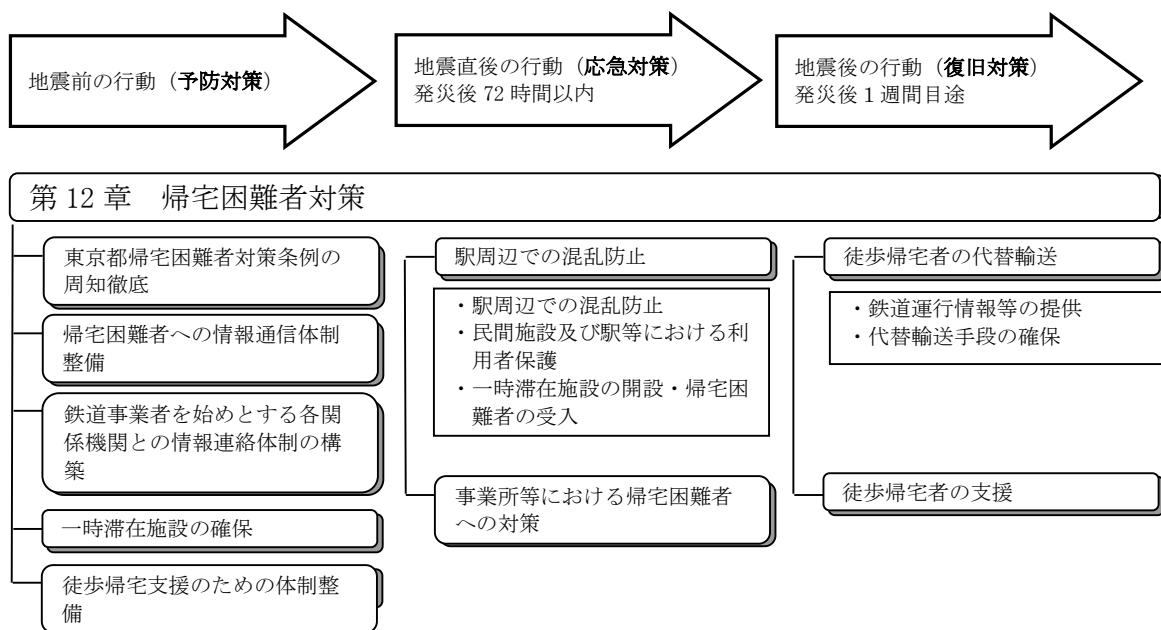 地震前の行動（予防対策）
地震直後の行動（応急対策）
発災後 72 時間以内
地震後の行動（復旧対策）
発災後 1 週間目途
第 12 章　帰宅困難者対策
東京都帰宅困難者対策条例の
周知徹底
帰宅困難者への情報通信体制
整備
鉄道事業者を始めとする各関
係機関との情報連絡体制の構
築
一時滞在施設の確保
徒歩帰宅支援のための体制整
備
駅周辺での混乱防止
・駅周辺での混乱防止
・民間施設及び駅等における利
用者保護
・一時滞在施設の開設・帰宅困
難者の受入
事業所等における帰宅困難者
への対策
徒歩帰宅者の代替輸送
・鉄道運行情報等の提供
・代替輸送手段の確保
徒歩帰宅者の支援